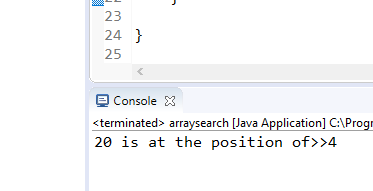 23
24 }
25
Console
<terminated> arraysearch [Java Application] C:\Progr
20 is at the position of>>4